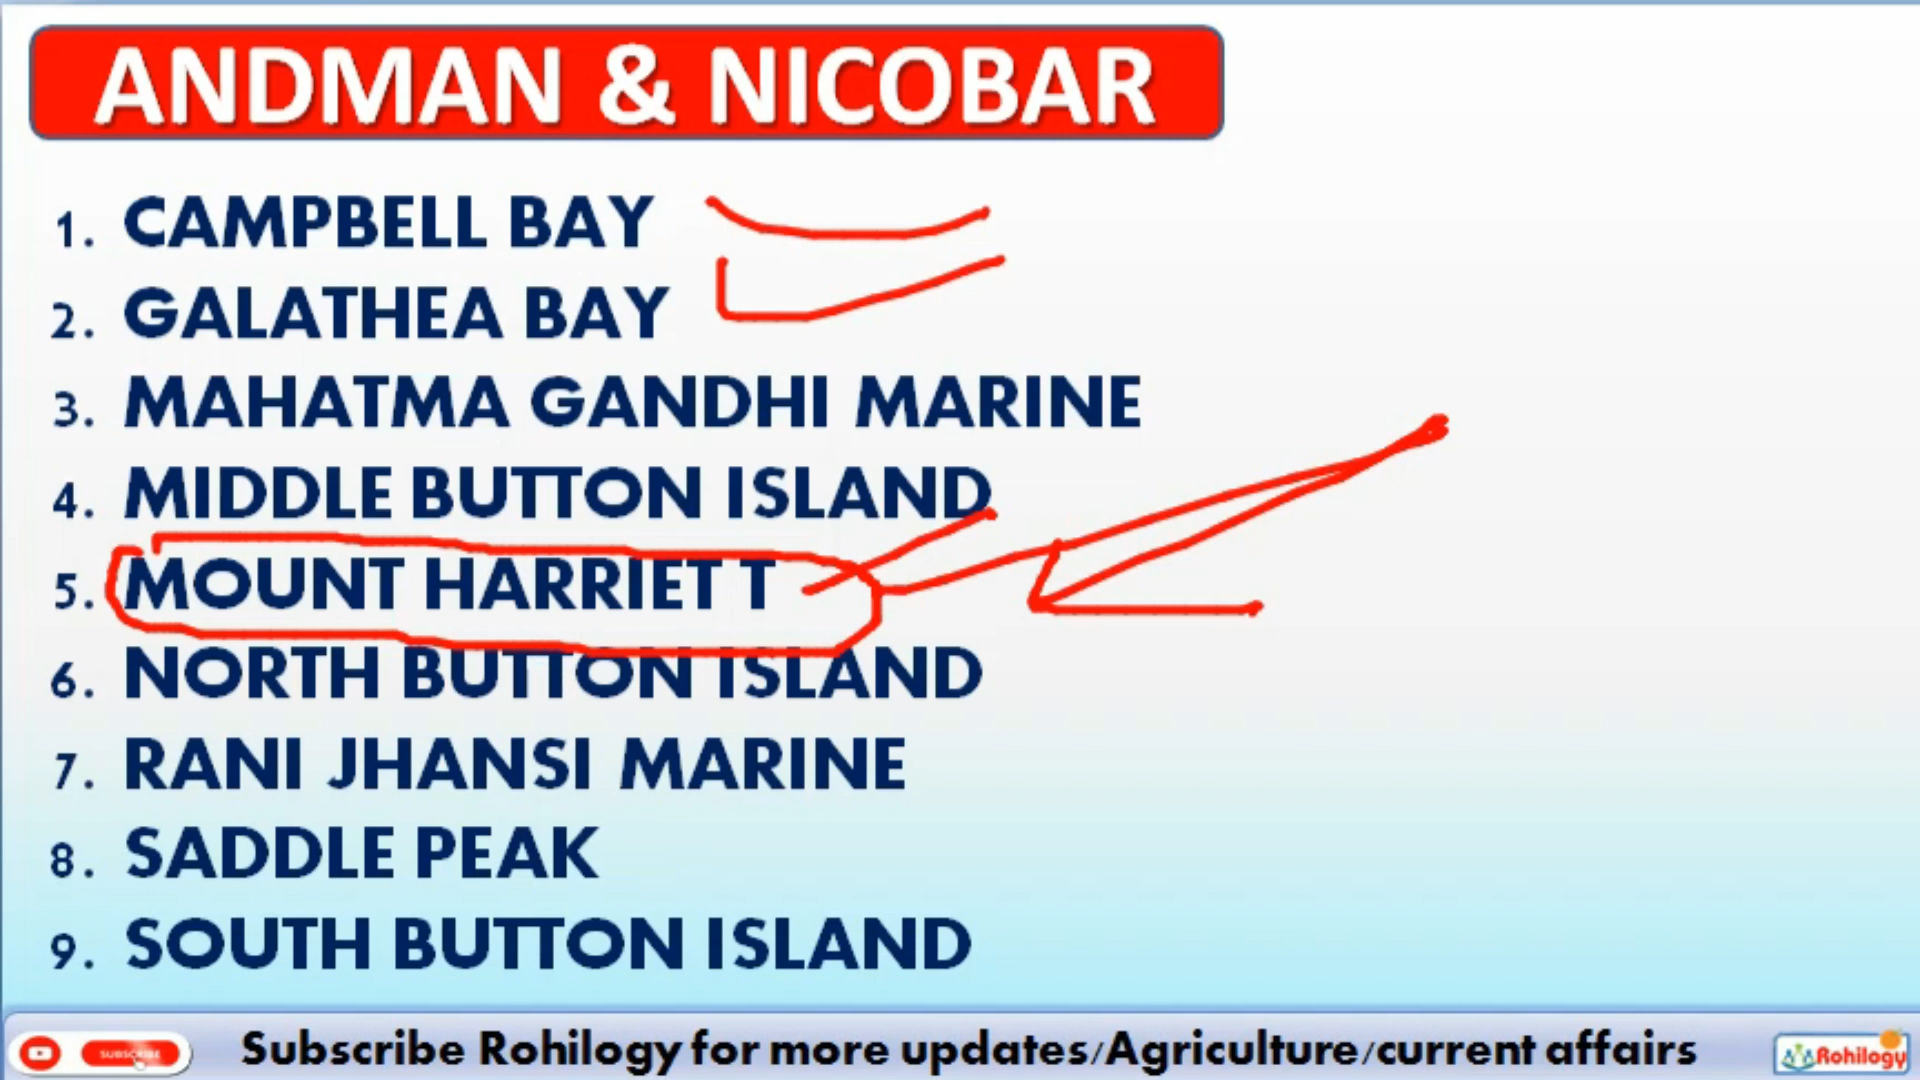 ANDMAN & NICOBAR
1. CAMPBELL BAY
2. GALATHEA BAY
3. MAHATMA GANDHI MARINE
4. MIDDLE BUTTON ISLAND
5. MOUNT HARRIET T
6. NORTH BUTTON ISLAND
7. RANI JHANSI MARINE
8. SADDLE PEAK
9. SOUTH BUTTON ISLAND
SUBSCRIBE
Subscribe Rohilogy for more updates/Agriculture/current affairs
Rohilogy